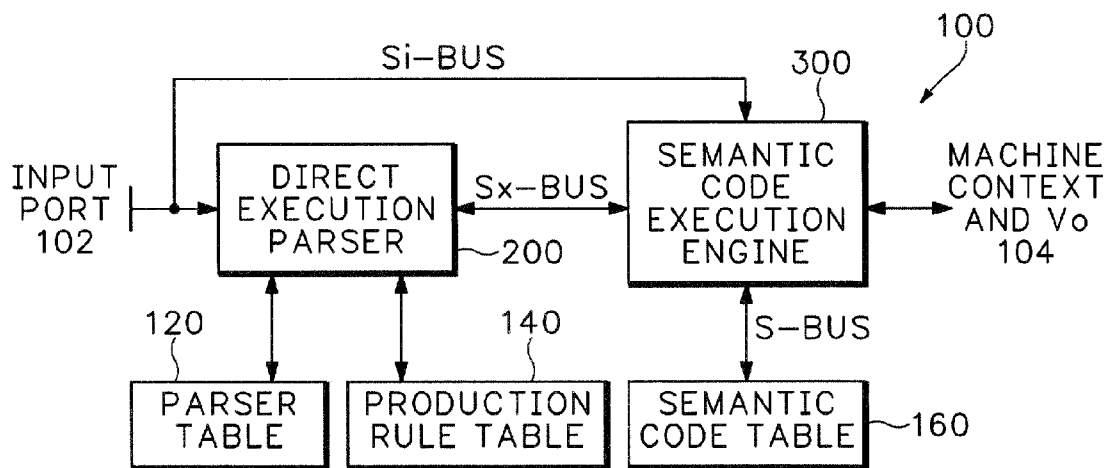 100
Si-BUS
300
INPUT
PORT
102
DIRECT
EXECUTION
PARSER
Sx-BUS
200
SEMANTIC
CODE
EXECUTION
ENGINE
MACHINE
CONTEXT
AND Vo
104
120
140
S-BUS
PARSER
TABLE
PRODUCTION
RULE TABLE
SEMANTIC
CODE TABLE
160